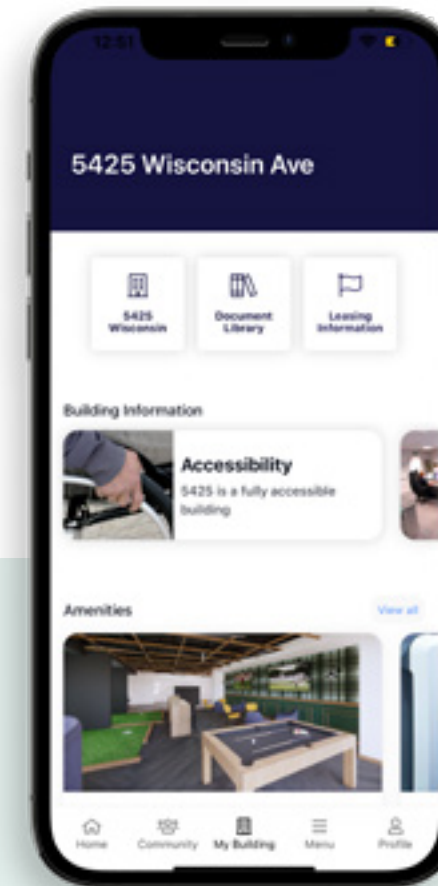 12:51
5425 Wisconsin Ave
5425
Wisconsin
Document
Library
Leasing
Information
Building Information
Accessibility
5425 is a fully accessible
building
Amenities
View all
Home
Community
My Building
Menu
Profile